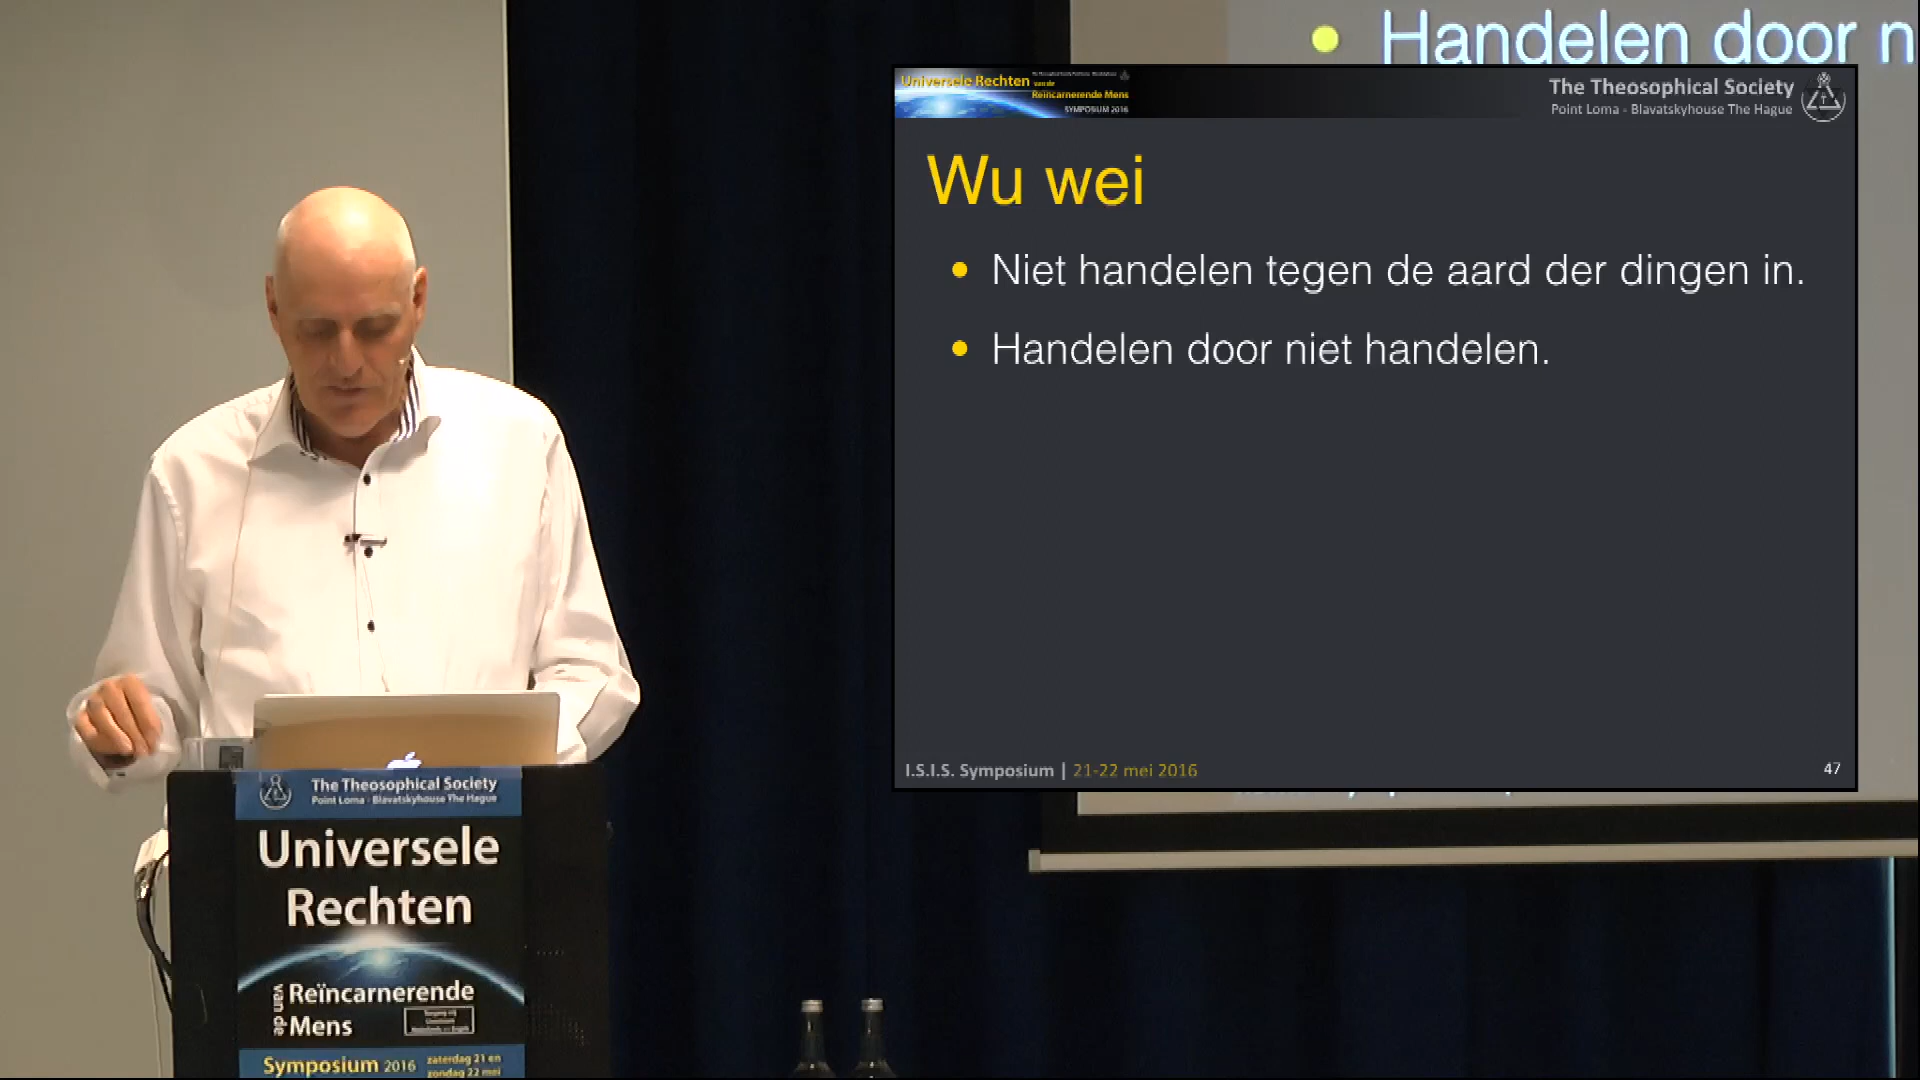 Handelen door n
Universele Rechten
van de
Reïncarnerende Mens
SYMPOSIUM 2016
The Theosophical Society
Point Loma - Blavatskyhouse The Hague
Wu wei
• Niet handelen tegen de aard der dingen in.
• Handelen door niet handelen.
I.S.I.S. Symposium | 21-22 mei 2016
47
The Theosophical Society
Point Loma - Blavatskyhouse The Hague
Universele
Rechten
van de
Reïncarnerende
Mens
Symposium 2016
zaterdag 21 en
zondag 22 mei